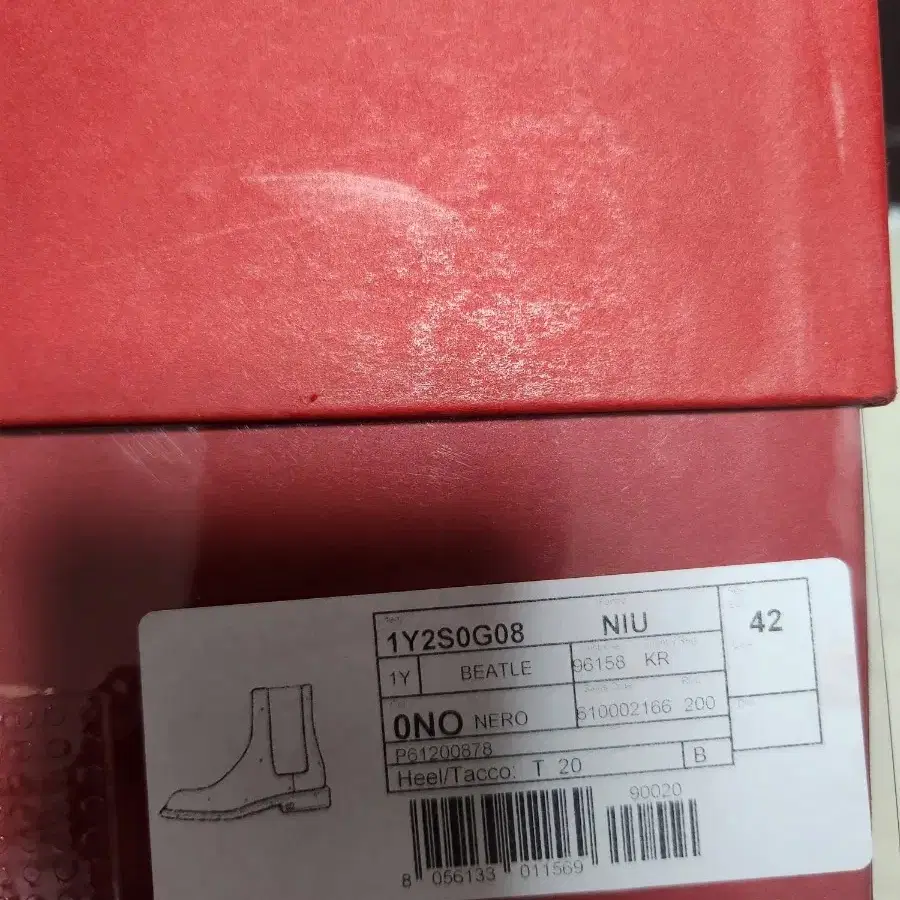 1Y2S0G08 NIU 42
1Y BEATLE 96158 KR
0NO NERO 610002166 200
P61200878
Heel/Tacco: T 20 B
90020
8 056133 011569